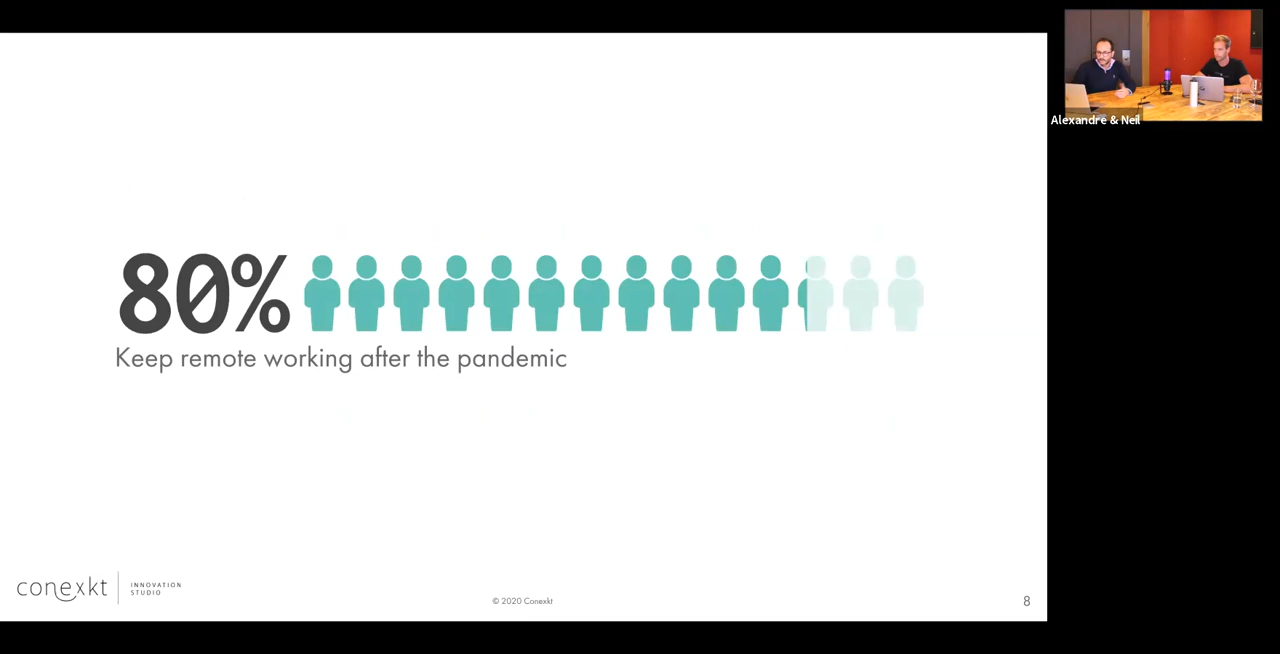 Alexandre & Neil
80%
Keep remote working after the pandemic
conexkt
INNOVATION
STUDIO
© 2020 Conexkt
8